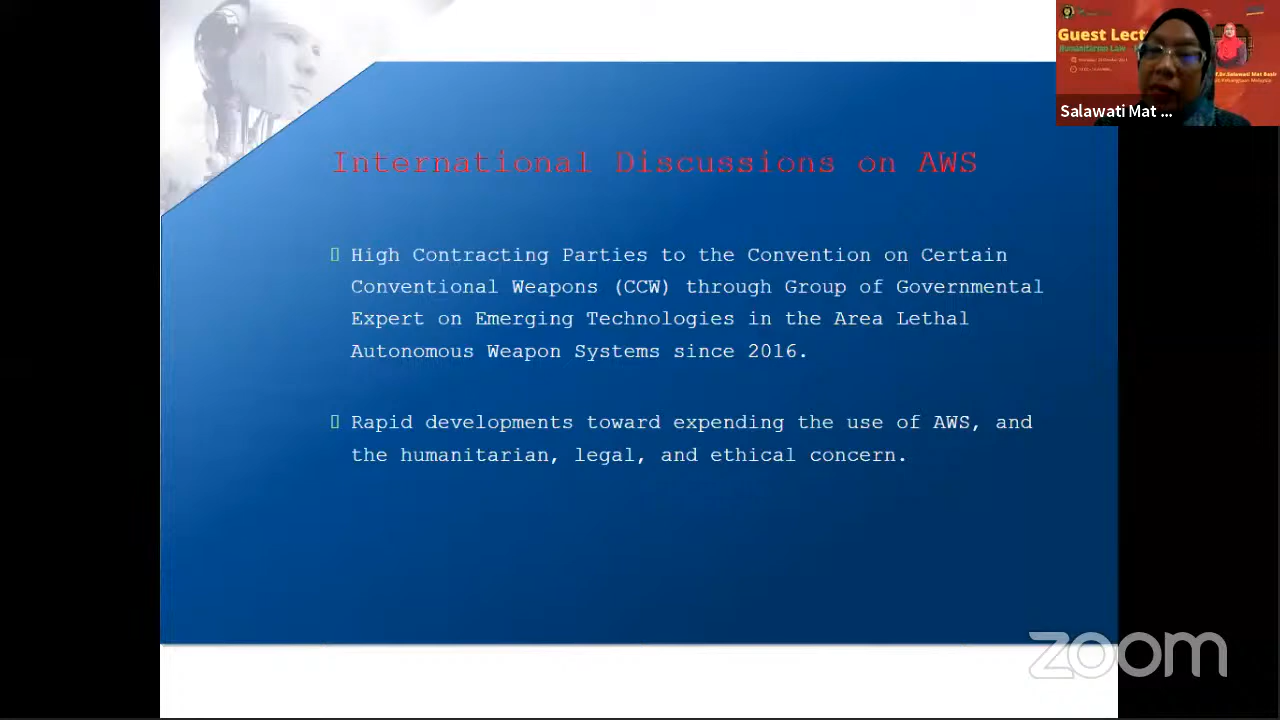 International Discussions on AWS
High Contracting Parties to the Convention on Certain
Conventional Weapons (CCW) through Group of Governmental
Expert on Emerging Technologies in the Area Lethal
Autonomous Weapon Systems since 2016.
Rapid developments toward expending the use of AWS, and
the humanitarian, legal, and ethical concern.
Guest Lect
Humanitarian Law
Salawati Mat ...
zoom